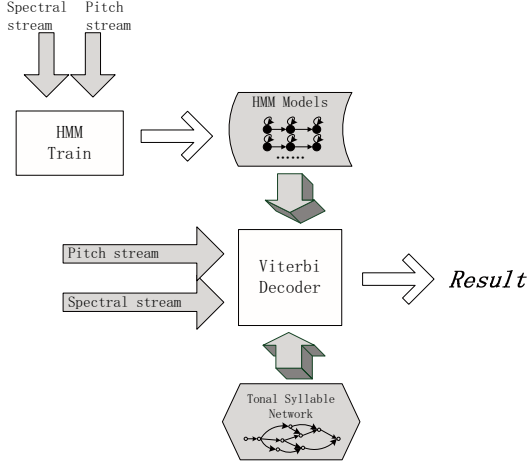 Spectral
stream
Pitch
stream
HMM
Train
HMM Models
......
Pitch stream
Spectral stream
Viterbi
Decoder
Result
Tonal Syllable
Network